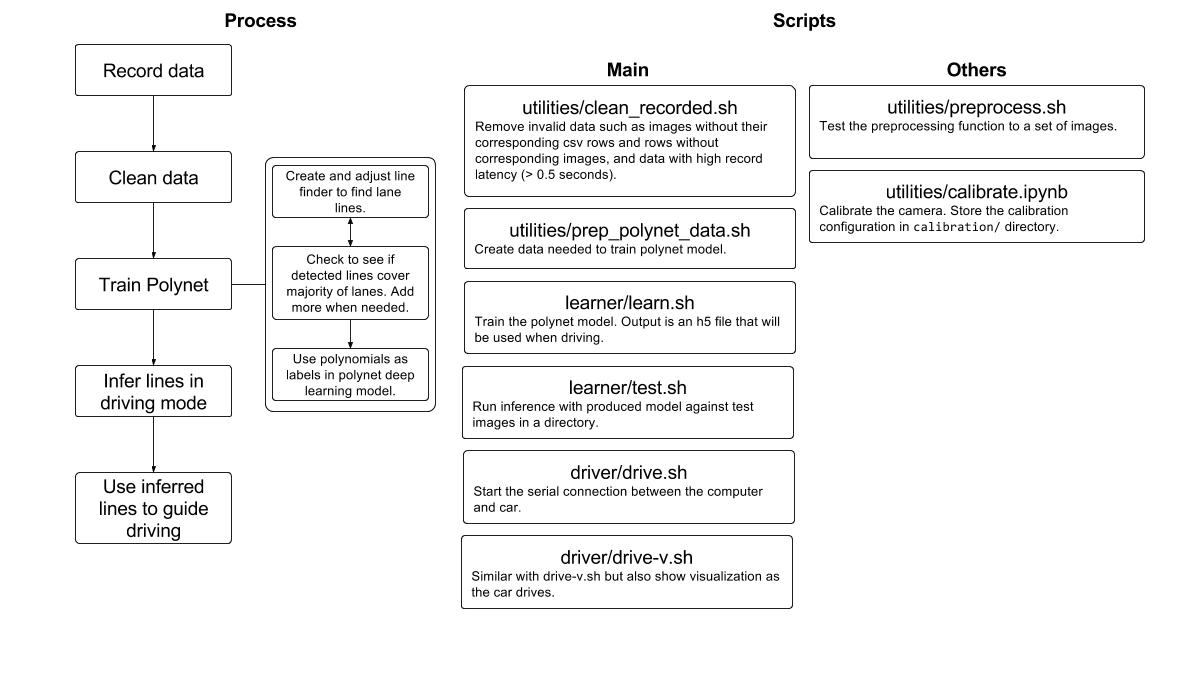 Process
Record data
Clean data
Train Polynet
Infer lines in
driving mode
Use inferred
lines to guide
driving
Create and adjust line
finder to find lane
lines.
Check to see if
detected lines cover
majority of lanes. Add
more when needed.
Use polynomials as
labels in polynet deep
learning model.
Scripts
Main
utilities/clean_recorded.sh
Remove invalid data such as images without their
corresponding csv rows and rows without
corresponding images, and data with high record
latency (> 0.5 seconds).
utilities/prep_polynet_data.sh
Create data needed to train polynet model.
learner/learn.sh
Train the polynet model. Output is an h5 file that will
be used when driving.
learner/test.sh
Run inference with produced model against test
images in a directory.
driver/drive.sh
Start the serial connection between the computer
and car.
driver/drive-v.sh
Similar with drive-v.sh but also show visualization as
the car drives.
Others
utilities/preprocess.sh
Test the preprocessing function to a set of images.
utilities/calibrate.ipynb
Calibrate the camera. Store the calibration
configuration in calibration/ directory.